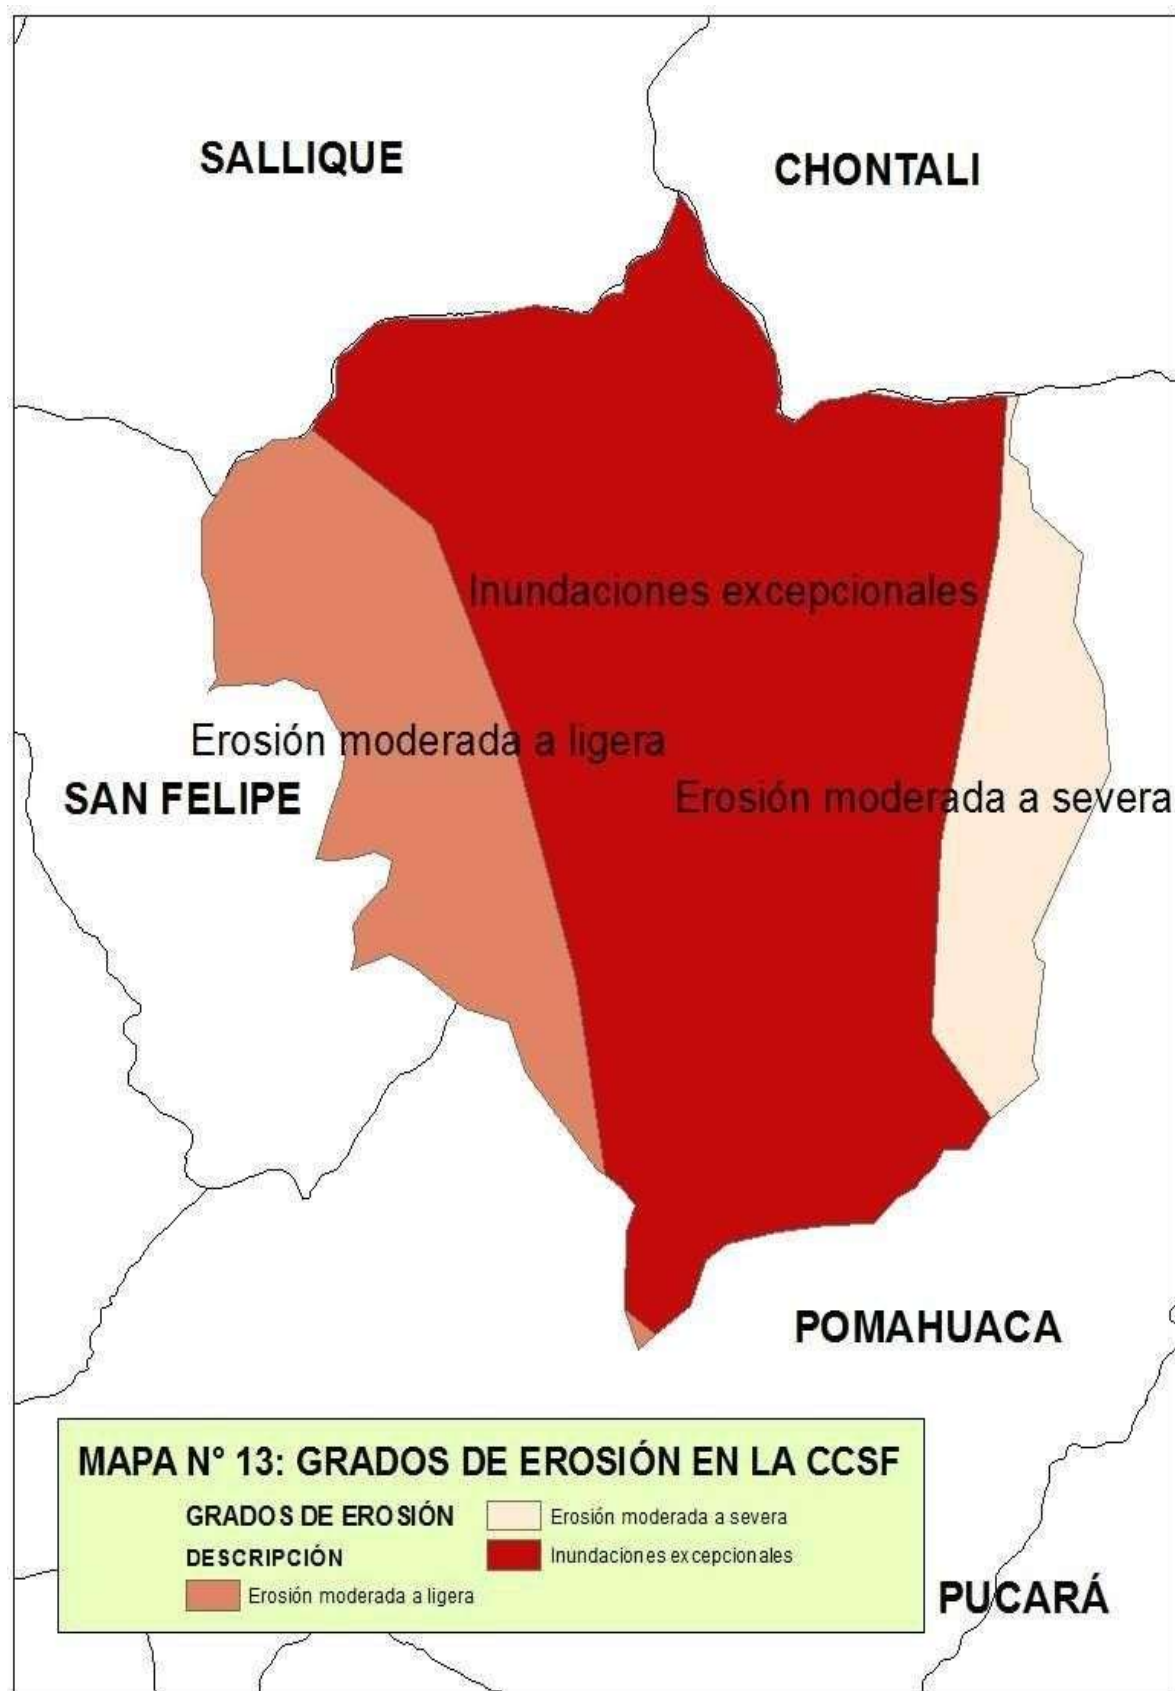 SALLIQUE
CHONTALI
Inundaciones excepcionales
Erosión moderada a ligera
SAN FELIPE
Erosión moderada a severa
POMAHUACA
MAPA N° 13: GRADOS DE EROSIÓN EN LA CCSF
GRADOS DE EROSIÓN
DESCRIPCIÓN
Erosión moderada a ligera
Erosión moderada a severa
Inundaciones excepcionales
PUCARÁ